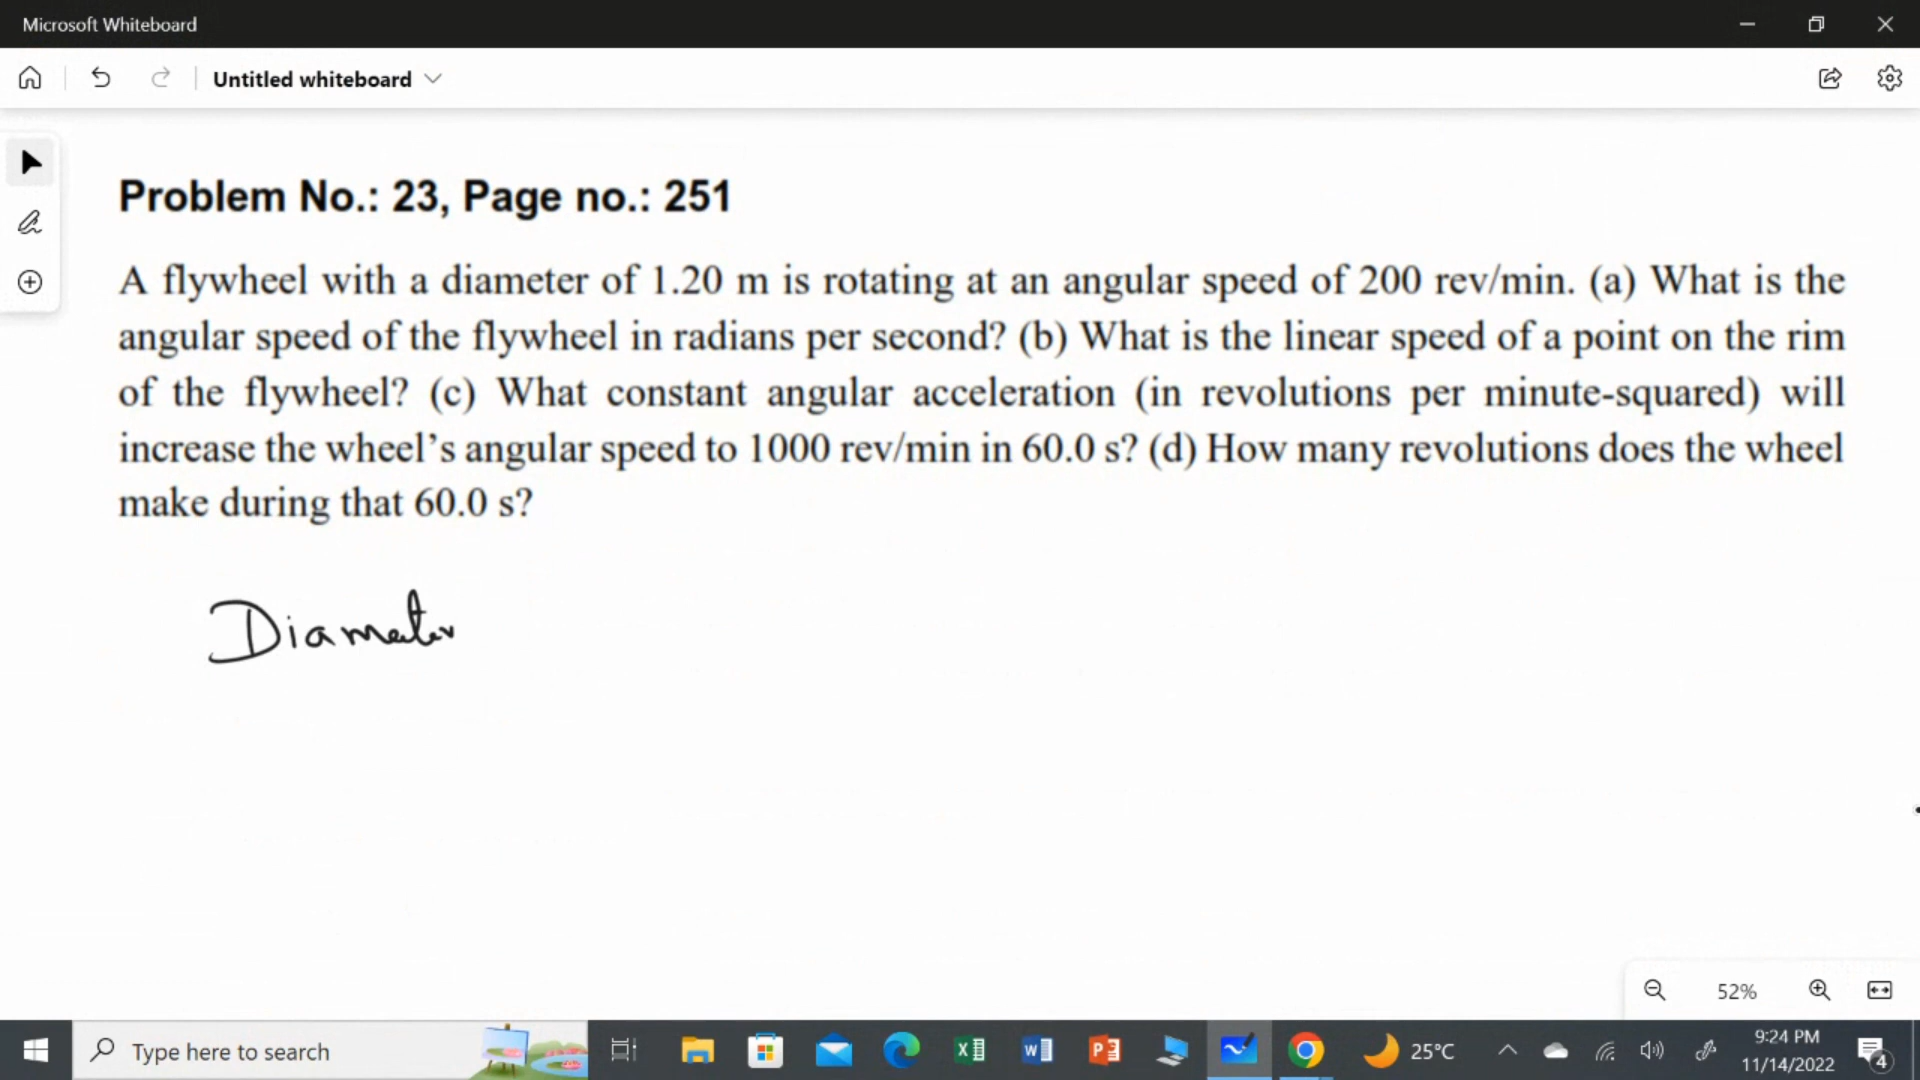 Microsoft Whiteboard
Untitled whiteboard
Problem No.: 23, Page no.: 251
A flywheel with a diameter of 1.20 m is rotating at an angular speed of 200 rev/min. (a) What is the
angular speed of the flywheel in radians per second? (b) What is the linear speed of a point on the rim
of the flywheel? (c) What constant angular acceleration (in revolutions per minute-squared) will
increase the wheel’s angular speed to 1000 rev/min in 60.0 s? (d) How many revolutions does the wheel
make during that 60.0 s?
Diameter
52%
Type here to search
25°C
9:24 PM
11/14/2022
4